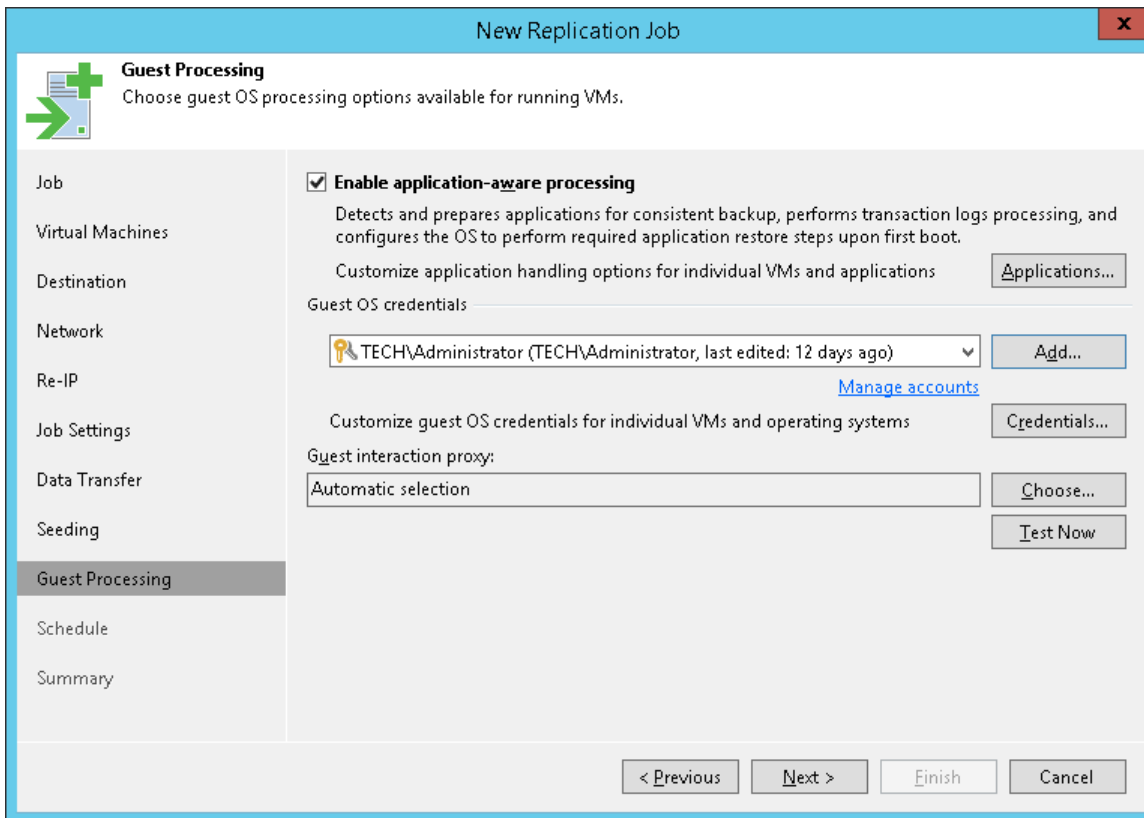 New Replication Job
x
Guest Processing
Choose guest OS processing options available for running VMs.
Job
Virtual Machines
Destination
Network
Re-IP
Job Settings
Data Transfer
Seeding
Guest Processing
Schedule
Summary
Enable application-aware processing
Detects and prepares applications for consistent backup, performs transaction logs processing, and
configures the OS to perform required application restore steps upon first boot.
Customize application handling options for individual VMs and applications
Applications...
Guest OS credentials
TECH\Administrator (TECH\Administrator, last edited: 12 days ago)
Add...
Manage accounts
Customize guest OS credentials for individual VMs and operating systems
Credentials...
Guest interaction proxy:
Automatic selection
Choose...
Test Now
< Previous
Next >
Finish
Cancel